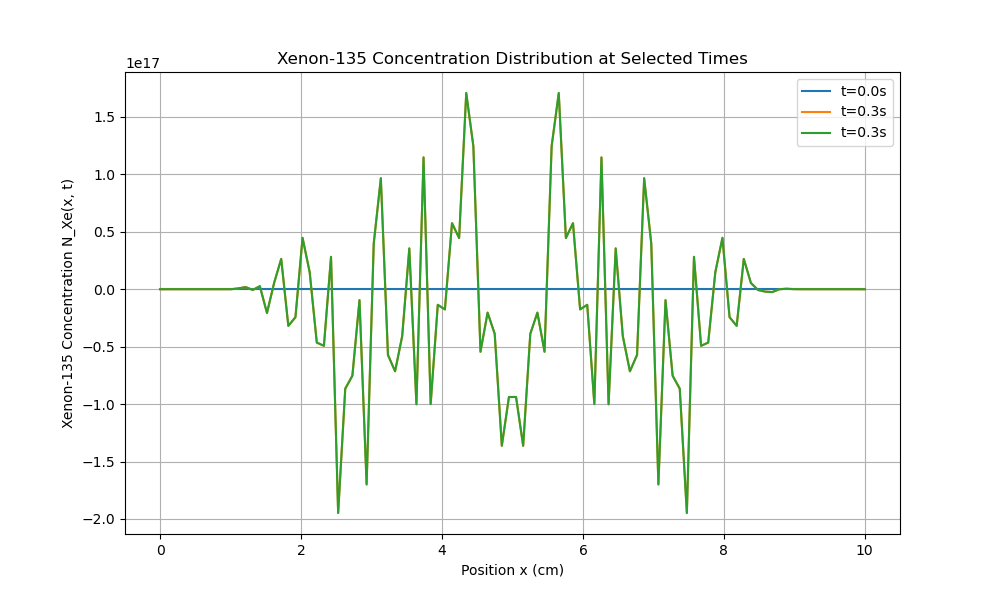 Xenon-135 Concentration Distribution at Selected Times
1e17
t=0.0s
t=0.3s
t=0.3s
1.5
1.0
0.5
0.0
−0.5
−1.0
−1.5
−2.0
Xenon-135 Concentration N_Xe(x, t)
0 2 4 6 8 10
Position x (cm)